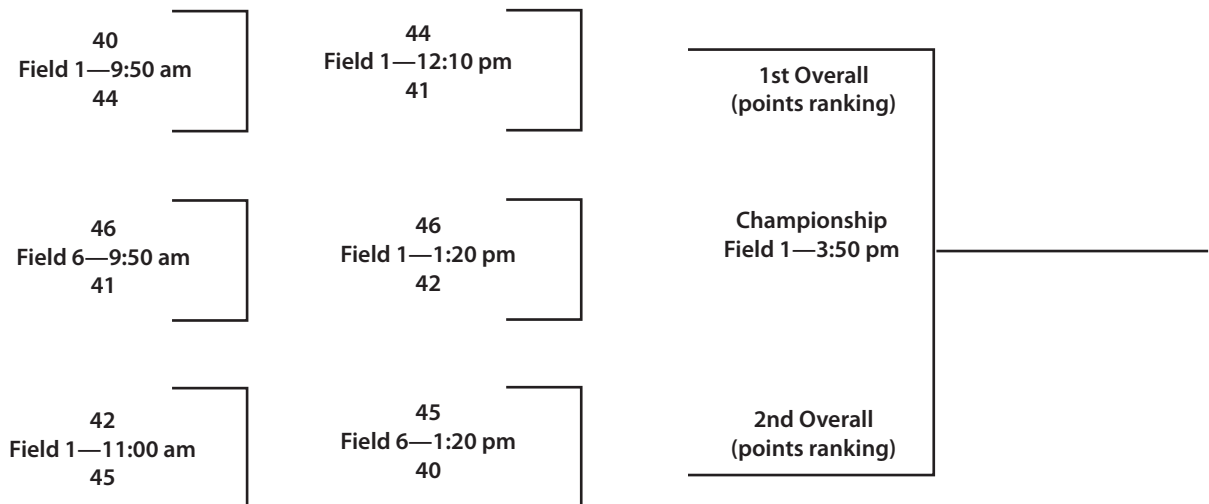 40
Field 1—9:50 am
44
44
Field 1—12:10 pm
41
1st Overall
(points ranking)
46
Field 6—9:50 am
41
46
Field 1—1:20 pm
42
Championship
Field 1—3:50 pm
42
Field 1—11:00 am
45
45
Field 6—1:20 pm
40
2nd Overall
(points ranking)